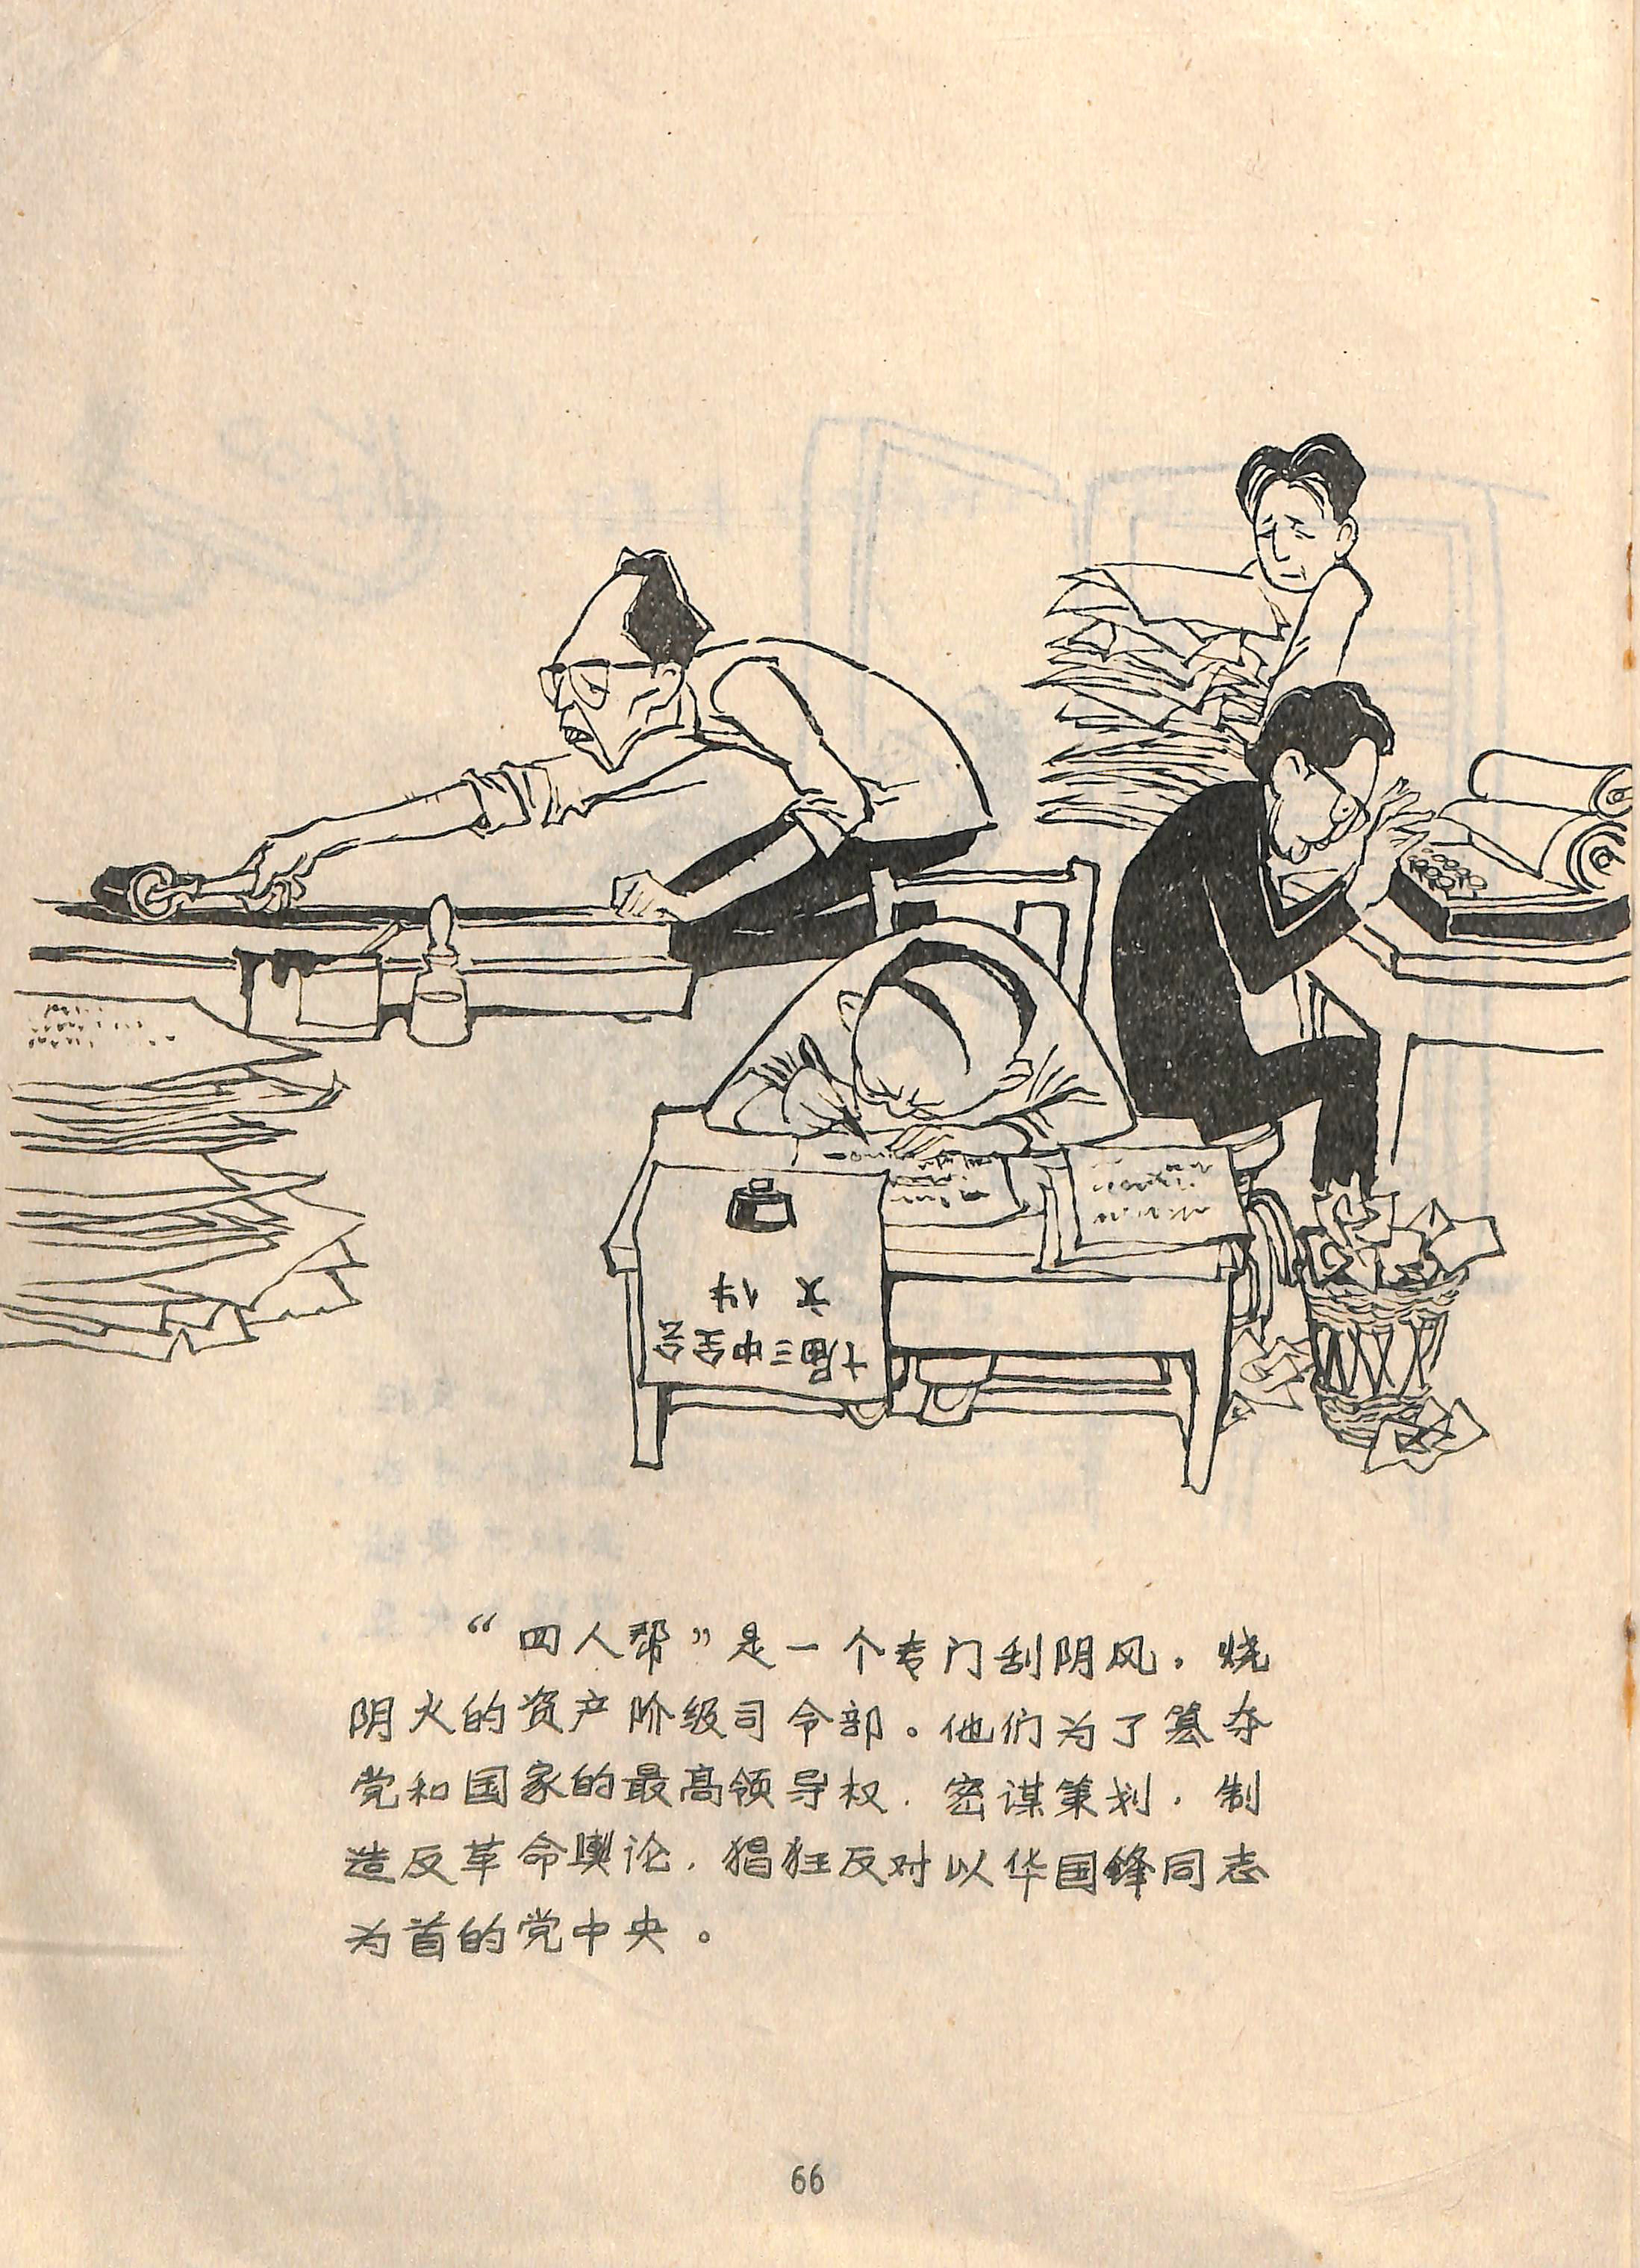 文件
十届三中全会
“四人帮”是一个专门刮阴风，烧
阴火的资产阶级司令部。他们为了篡夺
党和国家的最高领导权，密谋策划，制
造反革命舆论，猖狂反对以华国锋同志
为首的党中央。
66